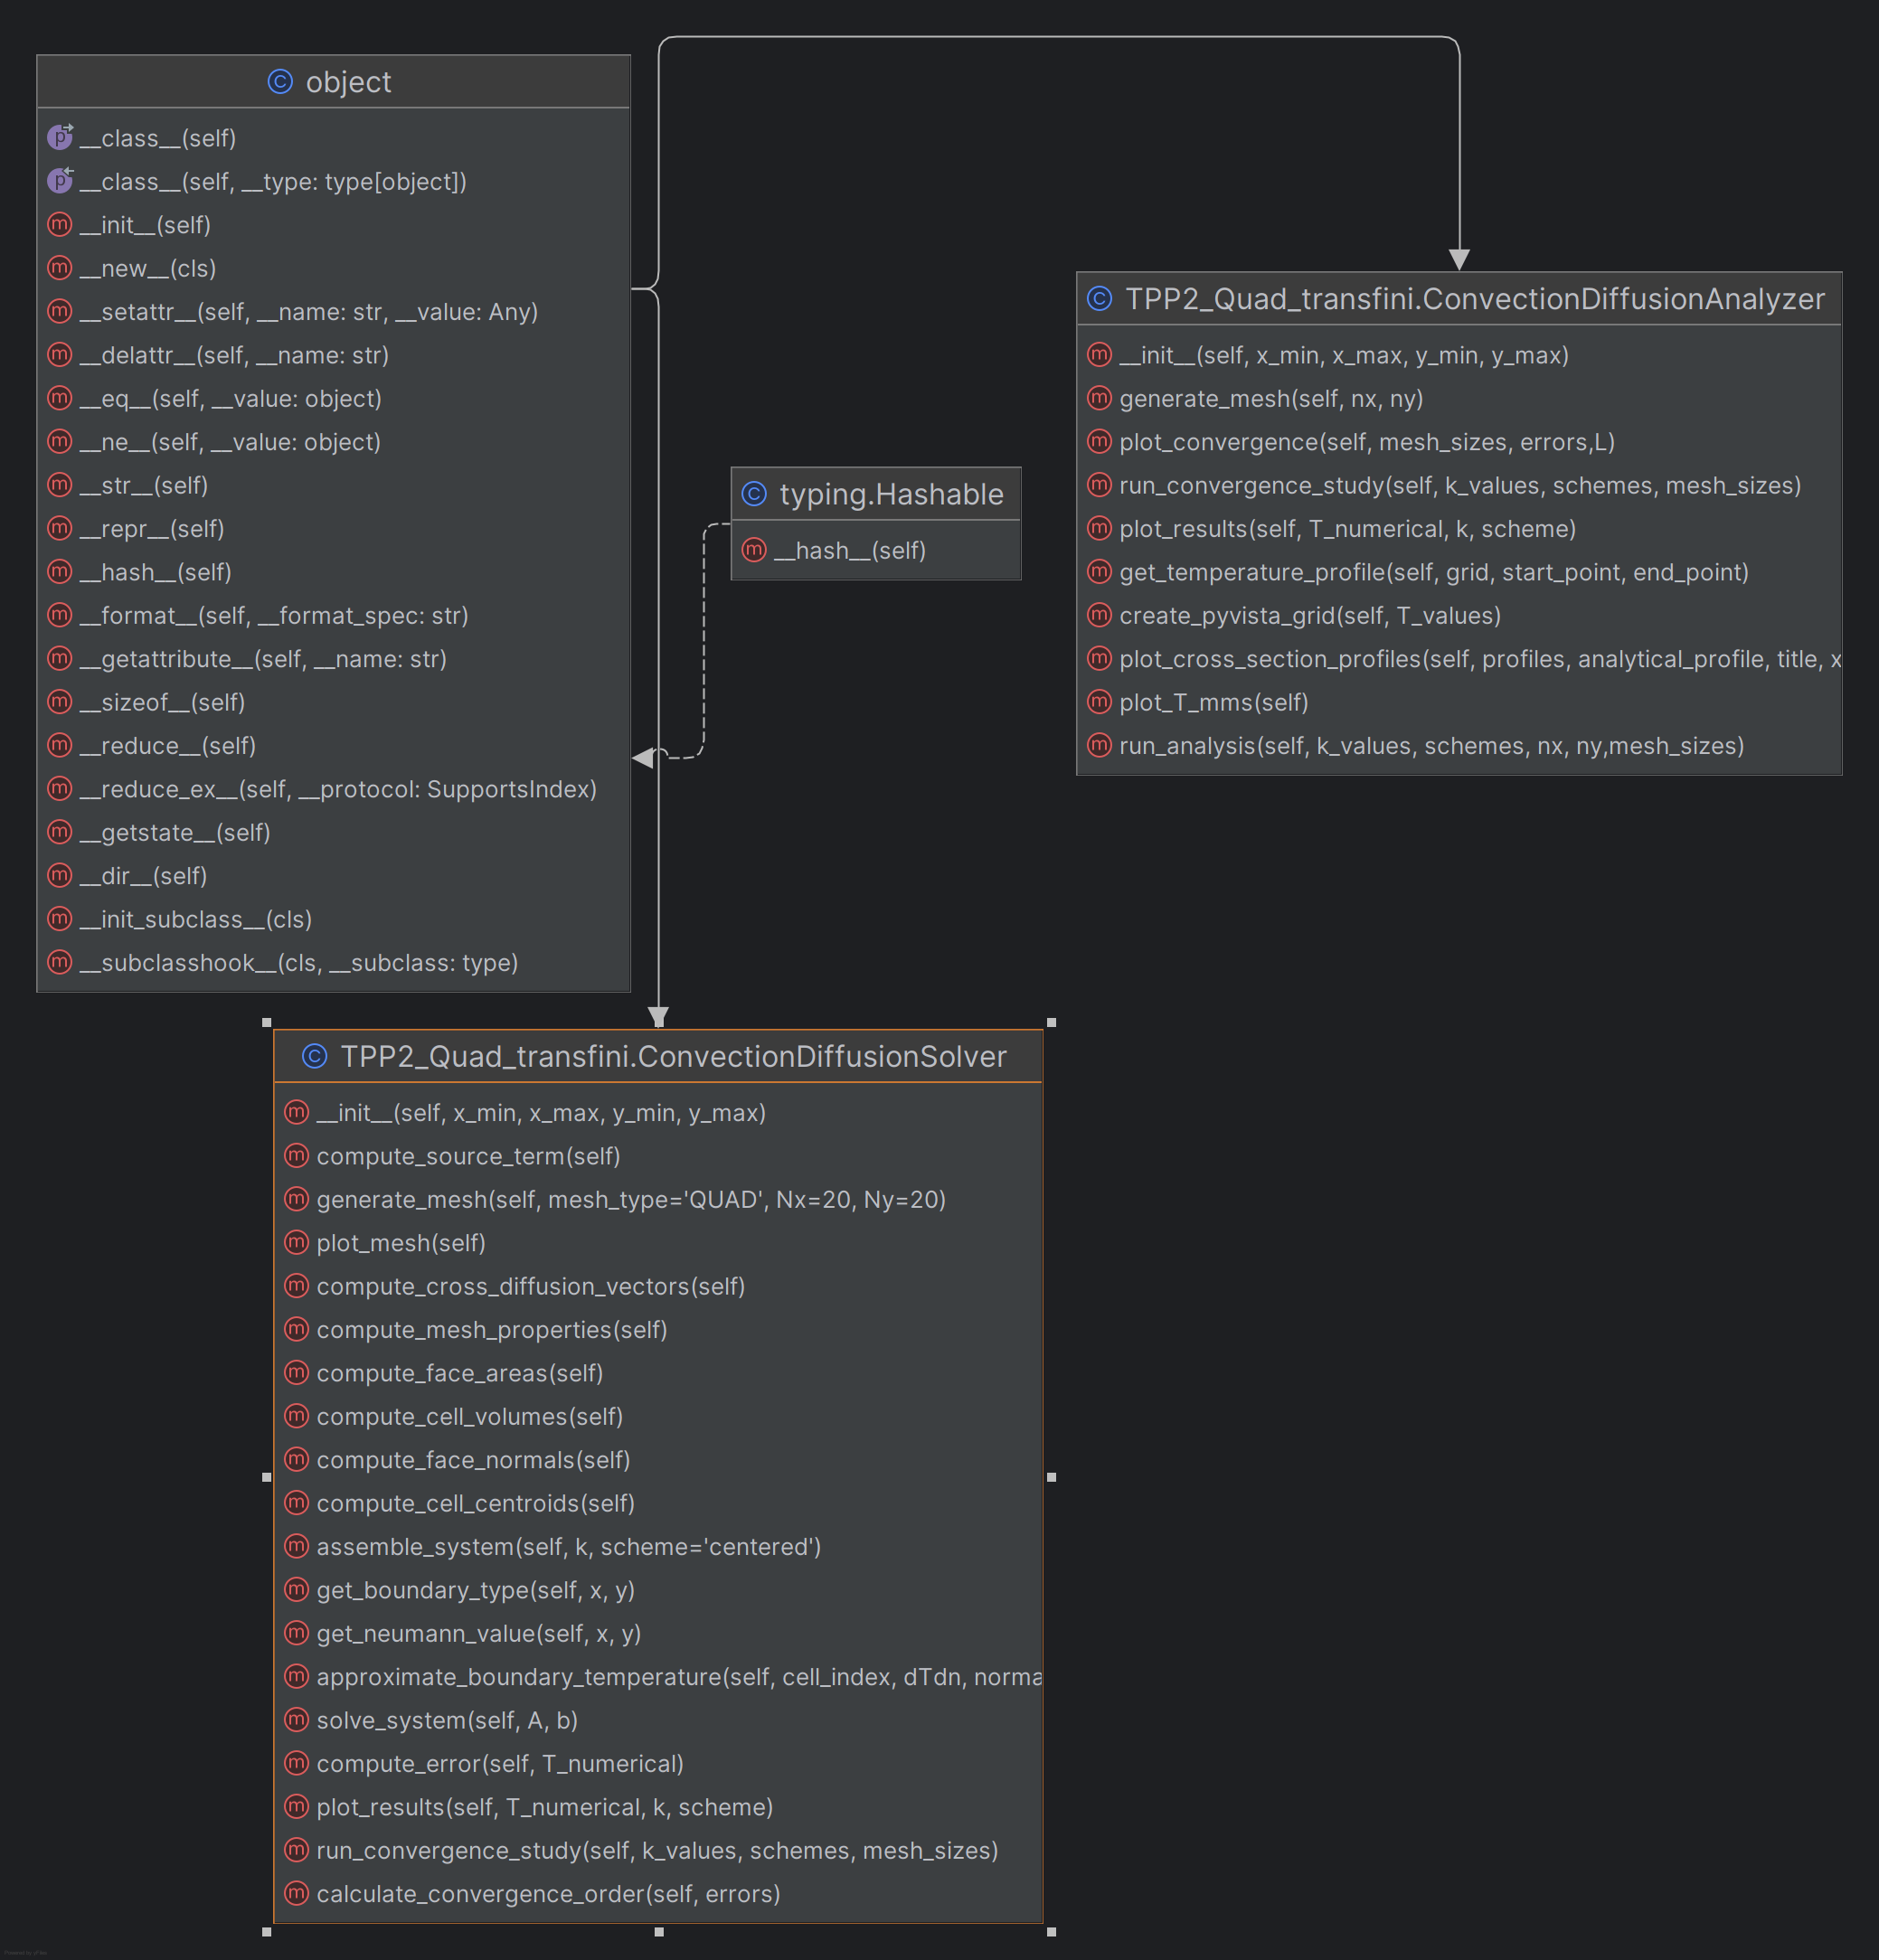 object
__class__(self)
__class__(self, __type: type[object])
__init__(self)
__new__(cls)
__setattr__(self, __name: str, __value: Any)
__delattr__(self, __name: str)
__eq__(self, __value: object)
__ne__(self, __value: object)
__str__(self)
__repr__(self)
__hash__(self)
__format__(self, __format_spec: str)
__getattribute__(self, __name: str)
__sizeof__(self)
__reduce__(self)
__reduce_ex__(self, __protocol: SupportsIndex)
__getstate__(self)
__dir__(self)
__init_subclass__(cls)
__subclasshook__(cls, __subclass: type)
typing.Hashable
__hash__(self)
TPP2_Quad_transfini.ConvectionDiffusionAnalyzer
__init__(self, x_min, x_max, y_min, y_max)
generate_mesh(self, nx, ny)
plot_convergence(self, mesh_sizes, errors,L)
run_convergence_study(self, k_values, schemes, mesh_sizes)
plot_results(self, T_numerical, k, scheme)
get_temperature_profile(self, grid, start_point, end_point)
create_pyvista_grid(self, T_values)
plot_cross_section_profiles(self, profiles, analytical_profile, title, x
plot_T_mms(self)
run_analysis(self, k_values, schemes, nx, ny,mesh_sizes)
TPP2_Quad_transfini.ConvectionDiffusionSolver
__init__(self, x_min, x_max, y_min, y_max)
compute_source_term(self)
generate_mesh(self, mesh_type='QUAD', Nx=20, Ny=20)
plot_mesh(self)
compute_cross_diffusion_vectors(self)
compute_mesh_properties(self)
compute_face_areas(self)
compute_cell_volumes(self)
compute_face_normals(self)
compute_cell_centroids(self)
assemble_system(self, k, scheme='centered')
get_boundary_type(self, x, y)
get_neumann_value(self, x, y)
approximate_boundary_temperature(self, cell_index, dTdn, norma
solve_system(self, A, b)
compute_error(self, T_numerical)
plot_results(self, T_numerical, k, scheme)
run_convergence_study(self, k_values, schemes, mesh_sizes)
calculate_convergence_order(self, errors)